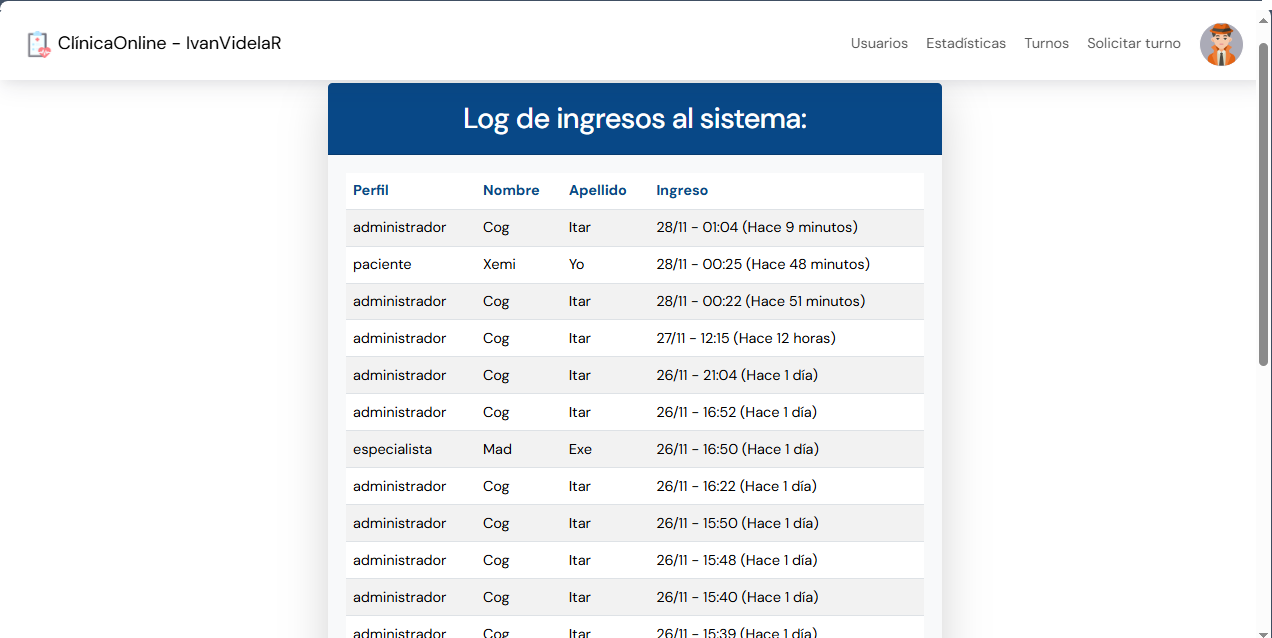 ClínicaOnline - IvanVidelaR Usuarios Estadísticas Turnos Solicitar turno
Log de ingresos al sistema:
Perfil Nombre Apellido Ingreso
administrador Cog Itar 28/11 - 01:04 (Hace 9 minutos)
paciente Xemi Yo 28/11 - 00:25 (Hace 48 minutos)
administrador Cog Itar 28/11 - 00:22 (Hace 51 minutos)
administrador Cog Itar 27/11 - 12:15 (Hace 12 horas)
administrador Cog Itar 26/11 - 21:04 (Hace 1 día)
administrador Cog Itar 26/11 - 16:52 (Hace 1 día)
especialista Mad Exe 26/11 - 16:50 (Hace 1 día)
administrador Cog Itar 26/11 - 16:22 (Hace 1 día)
administrador Cog Itar 26/11 - 15:50 (Hace 1 día)
administrador Cog Itar 26/11 - 15:48 (Hace 1 día)
administrador Cog Itar 26/11 - 15:40 (Hace 1 día)
administrador Cog Itar 26/11 - 15:39 (Hace 1 día)